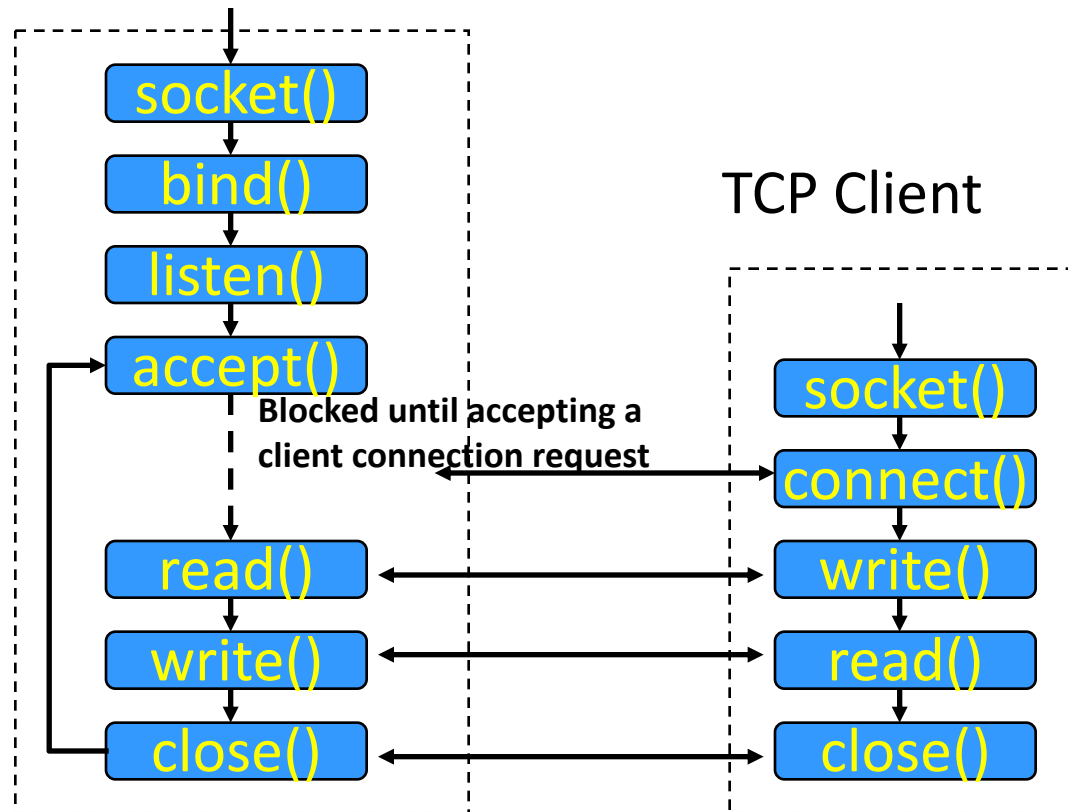 socket()
bind()
listen()
accept()
Blocked until accepting a
client connection request
read()
write()
close()
TCP Client
socket()
connect()
write()
read()
close()